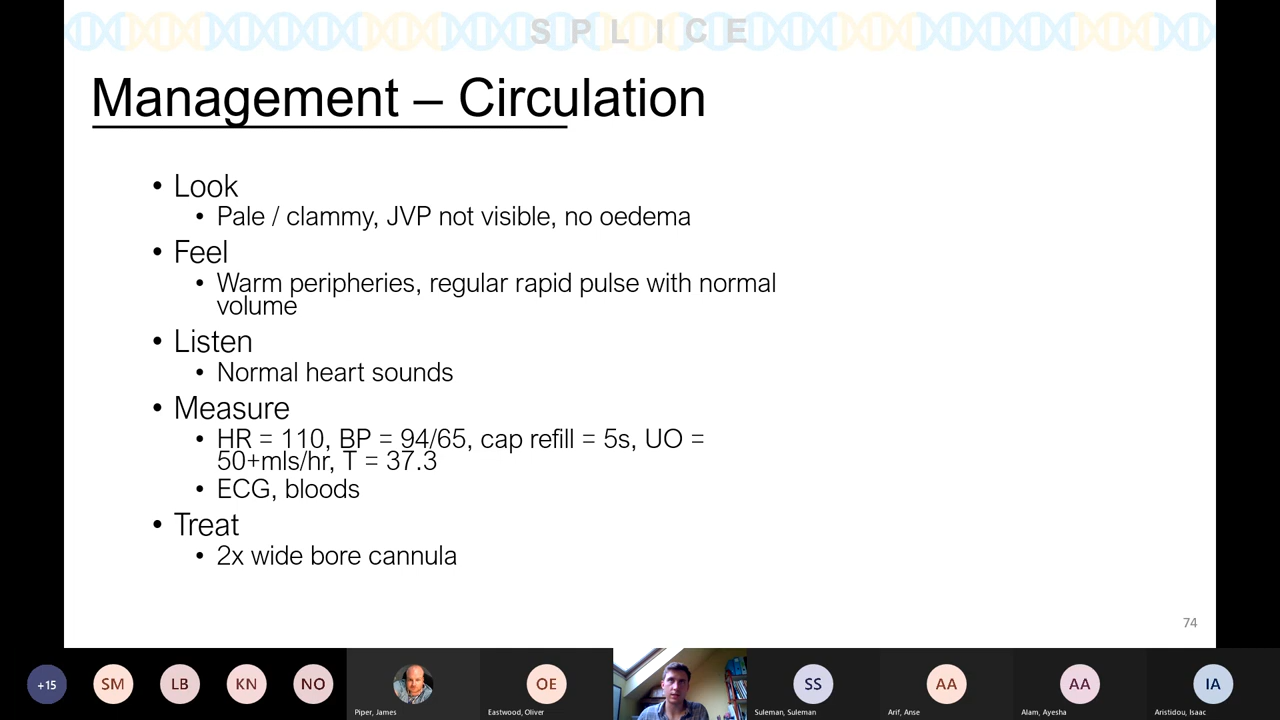 S P L I C E
Management – Circulation
• Look
• Pale / clammy, JVP not visible, no oedema
• Feel
• Warm peripheries, regular rapid pulse with normal
volume
• Listen
• Normal heart sounds
• Measure
• HR = 110, BP = 94/65, cap refill = 5s, UO =
50+mls/hr, T = 37.3
• ECG, bloods
• Treat
• 2x wide bore cannula
74
+15 SM LB KN NO OE SS AA AA IA
Piper, James Eastwood, Oliver Suleman, Suleman Arif, Anse Alam, Ayesha Aristidou, Isaac